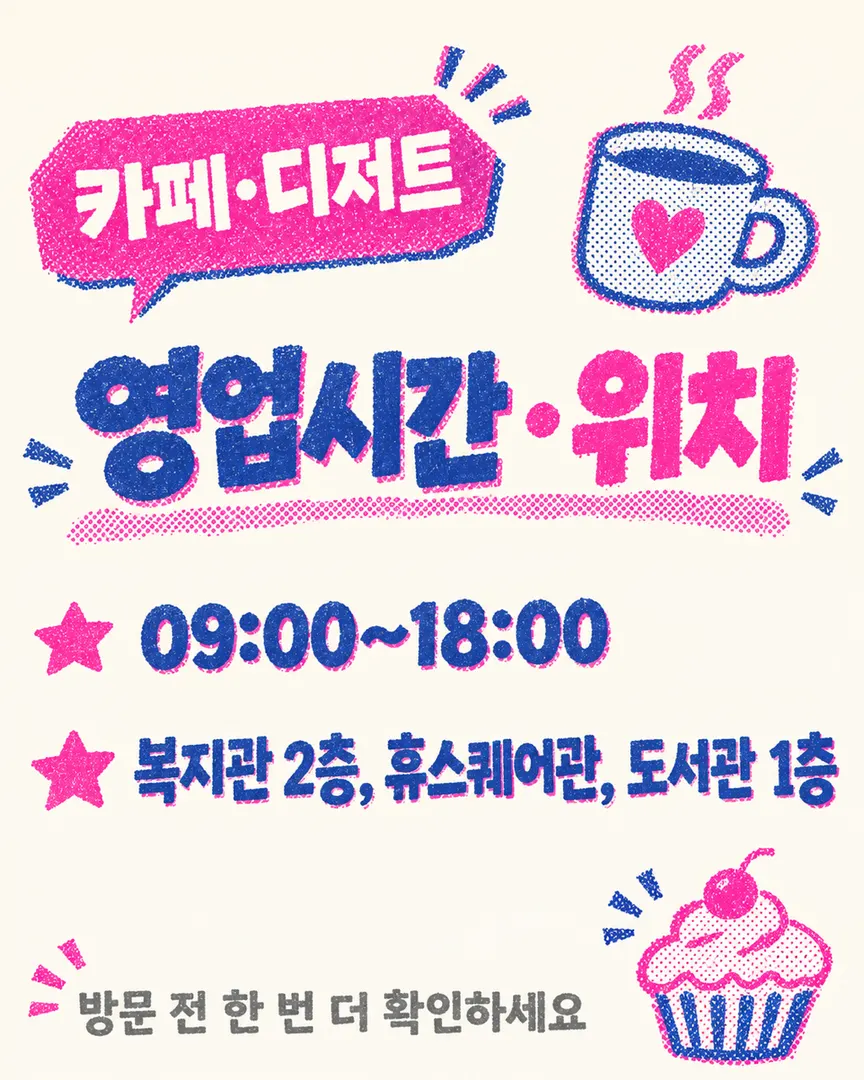 카페·디저트
영업시간·위치
09:00~18:00
복지관 2층, 휴스퀘어관, 도서관 1층
방문 전 한 번 더 확인하세요